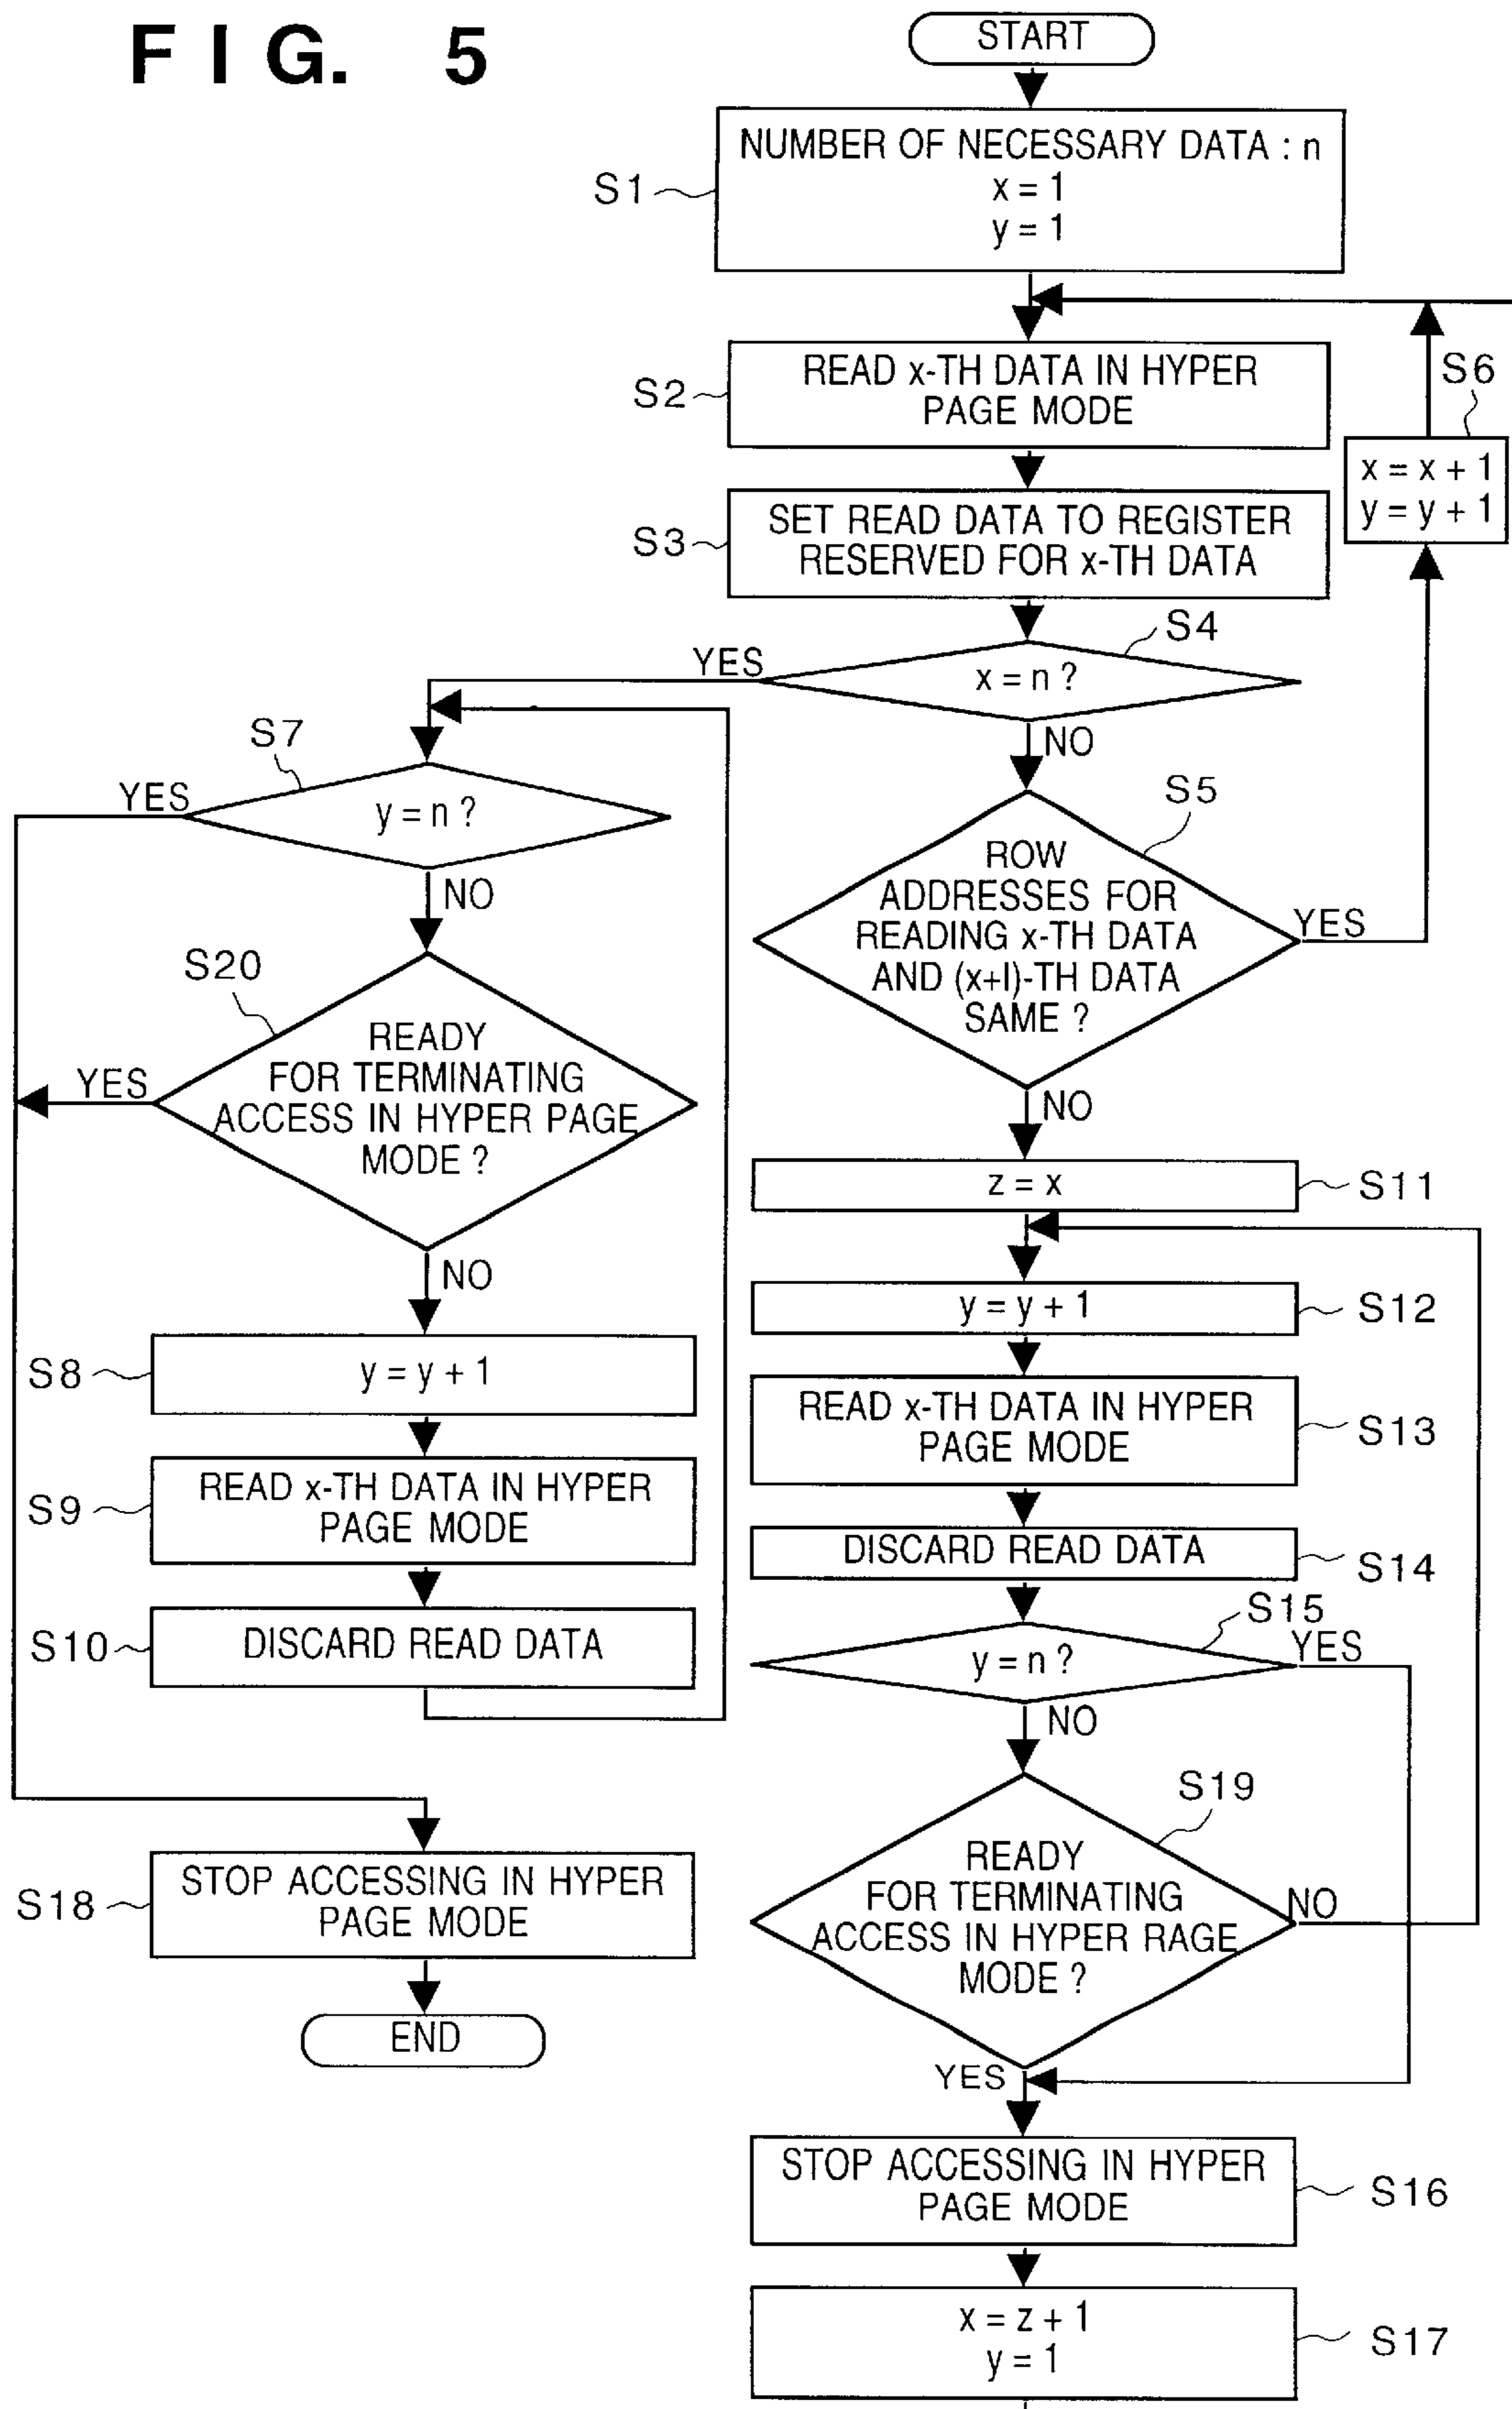 FIG. 5
START
NUMBER OF NECESSARY DATA : n
x = 1
y = 1
S1
READ x-TH DATA IN HYPER
PAGE MODE
S2
S6
x = x + 1
y = y + 1
SET READ DATA TO REGISTER
RESERVED FOR x-TH DATA
S3
S4
x = n ?
YES
NO
S7
y = n ?
YES
NO
S5
ROW
ADDRESSES FOR
READING x-TH DATA
AND (x+I)-TH DATA
SAME ?
YES
NO
S20
READY
FOR TERMINATING
ACCESS IN HYPER PAGE
MODE ?
YES
NO
z = x
S11
y = y + 1
S12
S8
y = y + 1
READ x-TH DATA IN HYPER
PAGE MODE
S13
S9
READ x-TH DATA IN HYPER
PAGE MODE
DISCARD READ DATA
S14
S10
DISCARD READ DATA
S15
y = n ?
YES
NO
S19
READY
FOR TERMINATING
ACCESS IN HYPER RAGE
MODE ?
NO
YES
S18
STOP ACCESSING IN HYPER
PAGE MODE
END
STOP ACCESSING IN HYPER
PAGE MODE
S16
x = z + 1
y = 1
S17